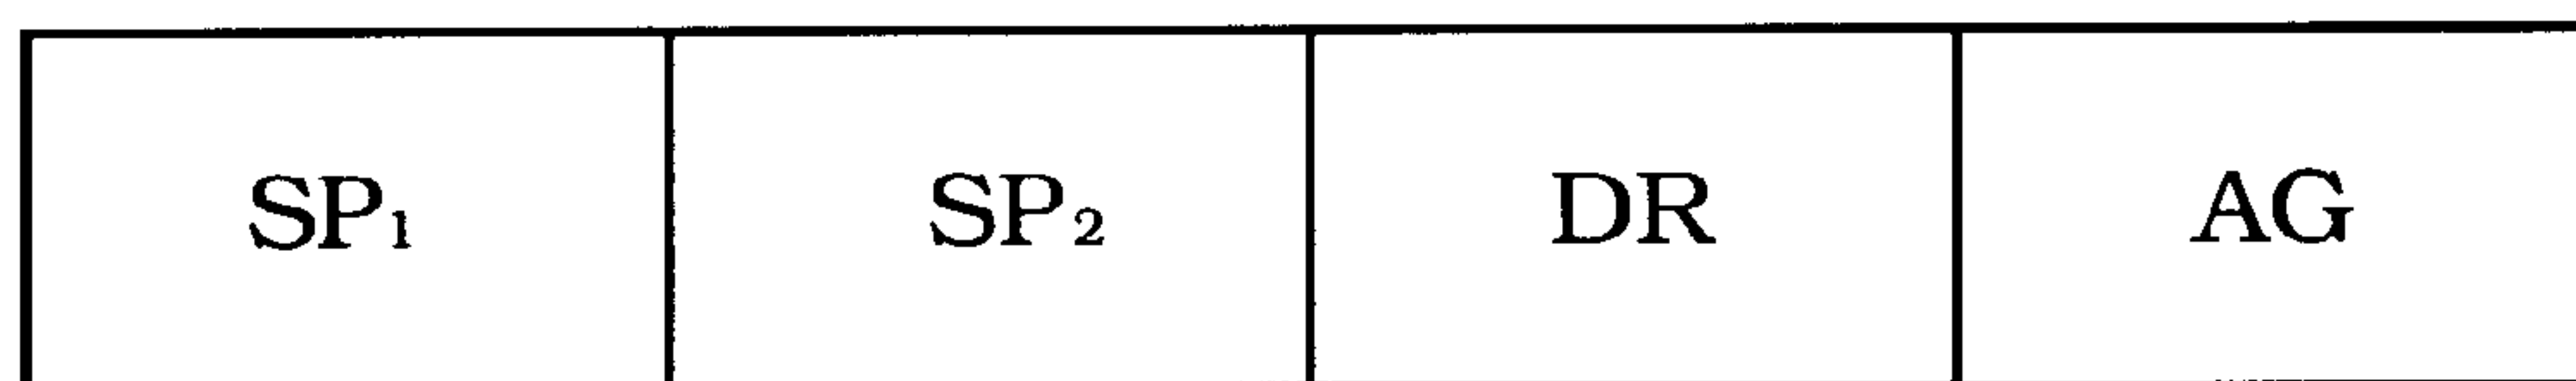 SP₁ SP₂ DR AG